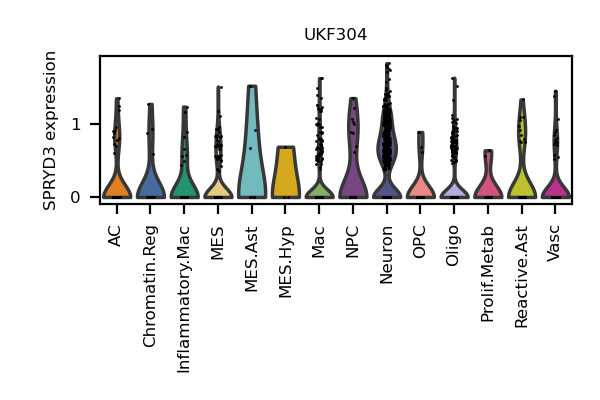 UKF304
SPRYD3 expression
1
0
AC
Chromatin.Reg
Inflammatory.Mac
MES
MES.Ast
MES.Hyp
Mac
NPC
Neuron
OPC
Oligo
Prolif.Metab
Reactive.Ast
Vasc